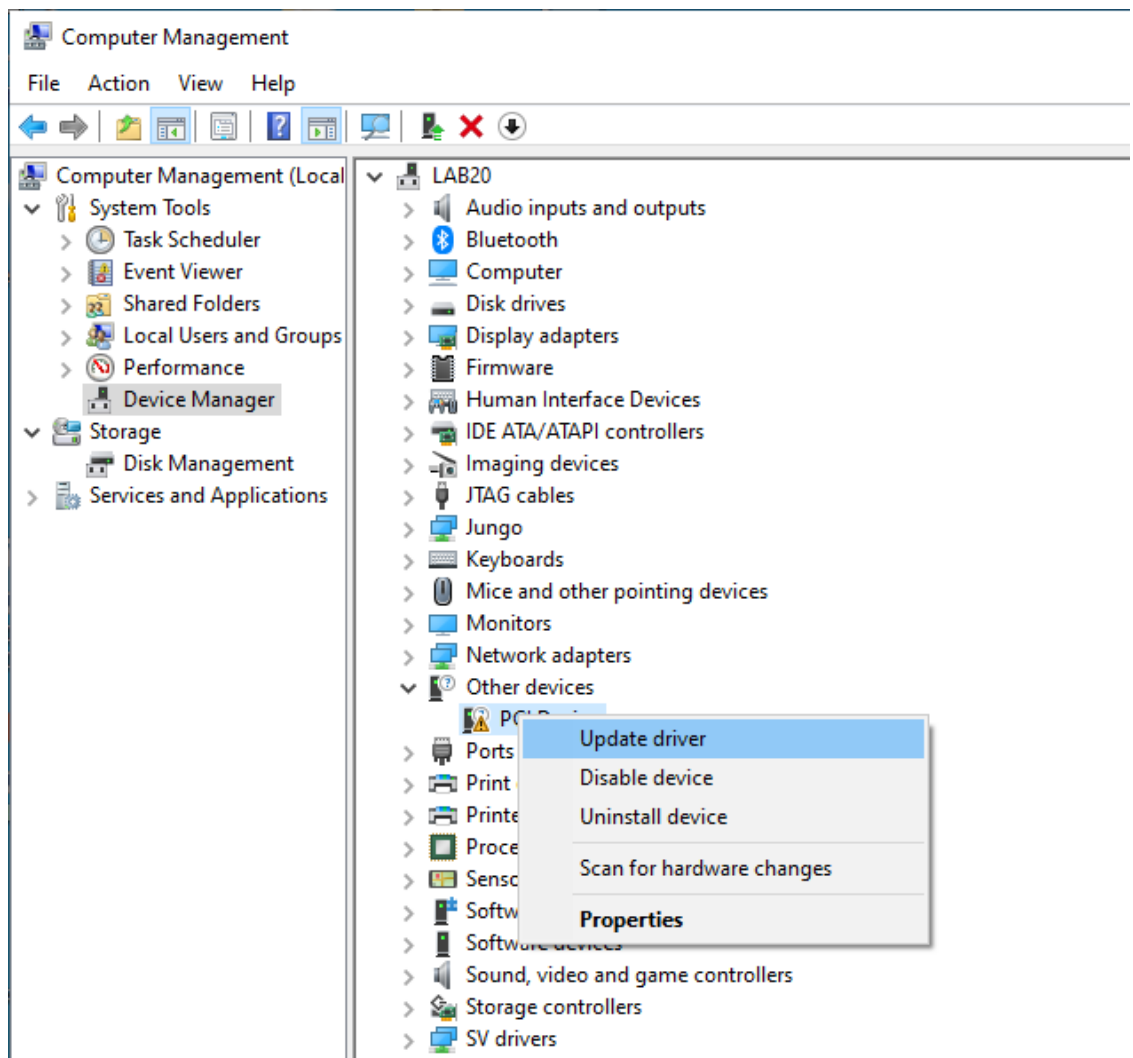 Computer Management
File Action View Help
Computer Management (Local
System Tools
Task Scheduler
Event Viewer
Shared Folders
Local Users and Groups
Performance
Device Manager
Storage
Disk Management
Services and Applications
LAB20
Audio inputs and outputs
Bluetooth
Computer
Disk drives
Display adapters
Firmware
Human Interface Devices
IDE ATA/ATAPI controllers
Imaging devices
JTAG cables
Jungo
Keyboards
Mice and other pointing devices
Monitors
Network adapters
Other devices
Ports
Print
Printe
Proce
Senso
Softw
Software devices
Sound, video and game controllers
Storage controllers
SV drivers
Update driver
Disable device
Uninstall device
Scan for hardware changes
Properties